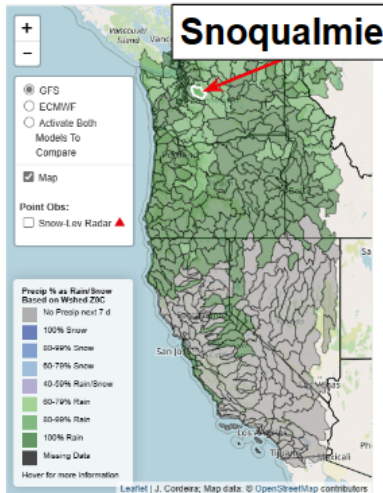 Snoqualmie
+
−
Vancouver
Island
GFS
ECMWF
Activate Both
Models To
Compare
Map
Point Obs:
Snow-Lev Radar
Precip % as Rain/Snow
Based on Wshed Z0C
No Precip next 7 d
100% Snow
80-99% Snow
60-79% Snow
40-59% Rain/Snow
60-79% Rain
80-99% Rain
100% Rain
Missing Data
Hover for more information
Leaflet | J. Cordeira; Map data: © OpenStreetMap contributors